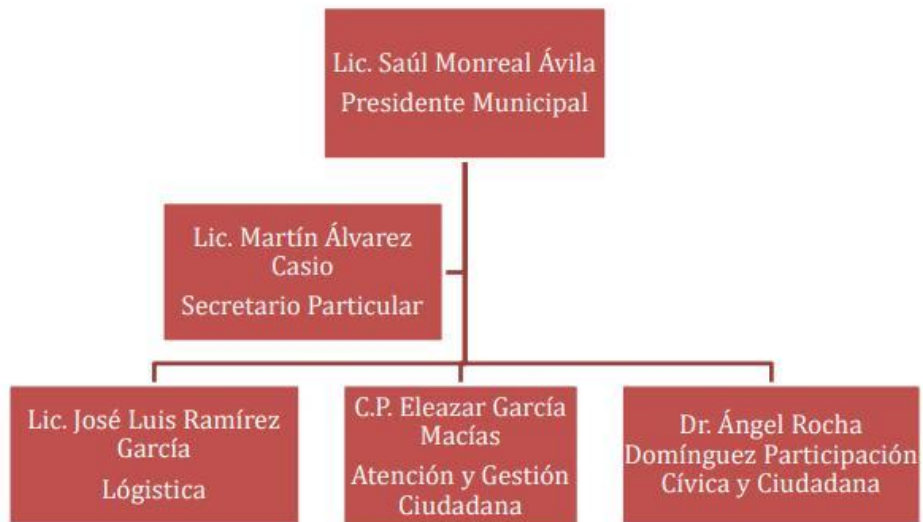 Lic. Saúl Monreal Ávila
Presidente Municipal
Lic. Martín Álvarez
Casio
Secretario Particular
Lic. José Luis Ramírez
García
Lógistica
C.P. Eleazar García
Macías
Atención y Gestión
Ciudadana
Dr. Ángel Rocha
Domínguez Participación
Cívica y Ciudadana